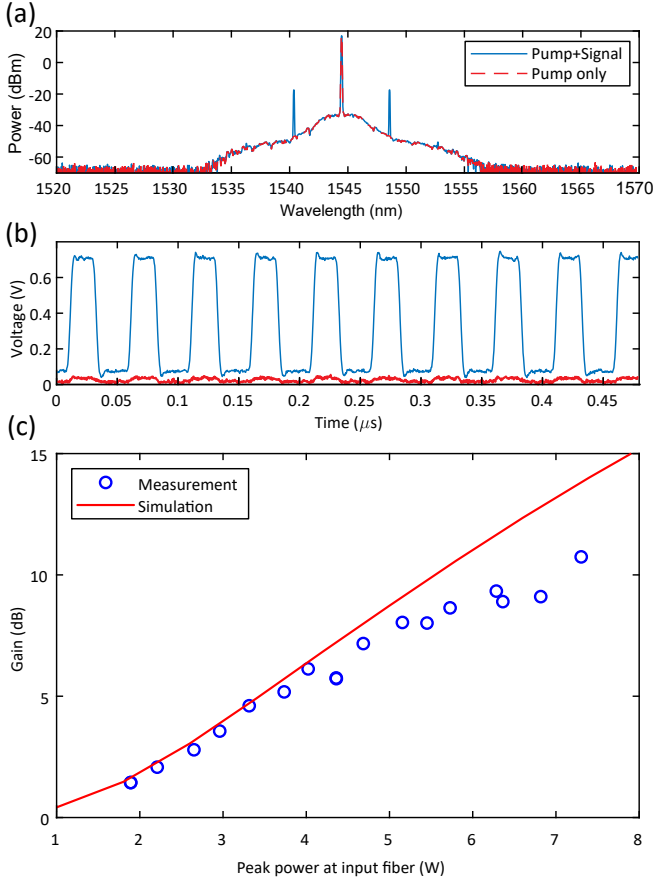 (a)
20
0
-20
-40
-60
Power (dBm)
Pump+Signal
Pump only
1520 1525 1530 1535 1540 1545 1550 1555 1560 1565 1570
Wavelength (nm)
(b)
0.6
0.4
0.2
0
Voltage (V)
0 0.05 0.1 0.15 0.2 0.25 0.3 0.35 0.4 0.45
Time (μs)
(c)
15
10
5
0
Gain (dB)
Measurement
Simulation
1 2 3 4 5 6 7 8
Peak power at input fiber (W)